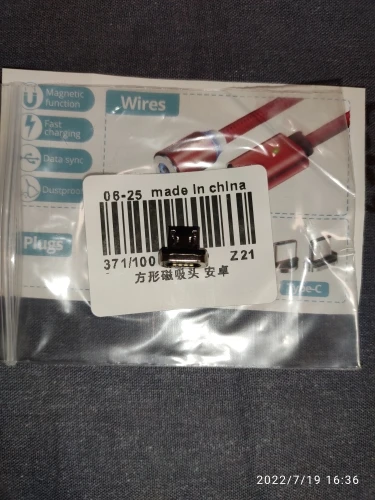 Magnetic
function
Wires
Fast
charging
Data sync
Dustproof
06-25 made in china
Plugs
371/100
Z21
方形磁吸头 安卓
Type-C
2022/7/19 16:36